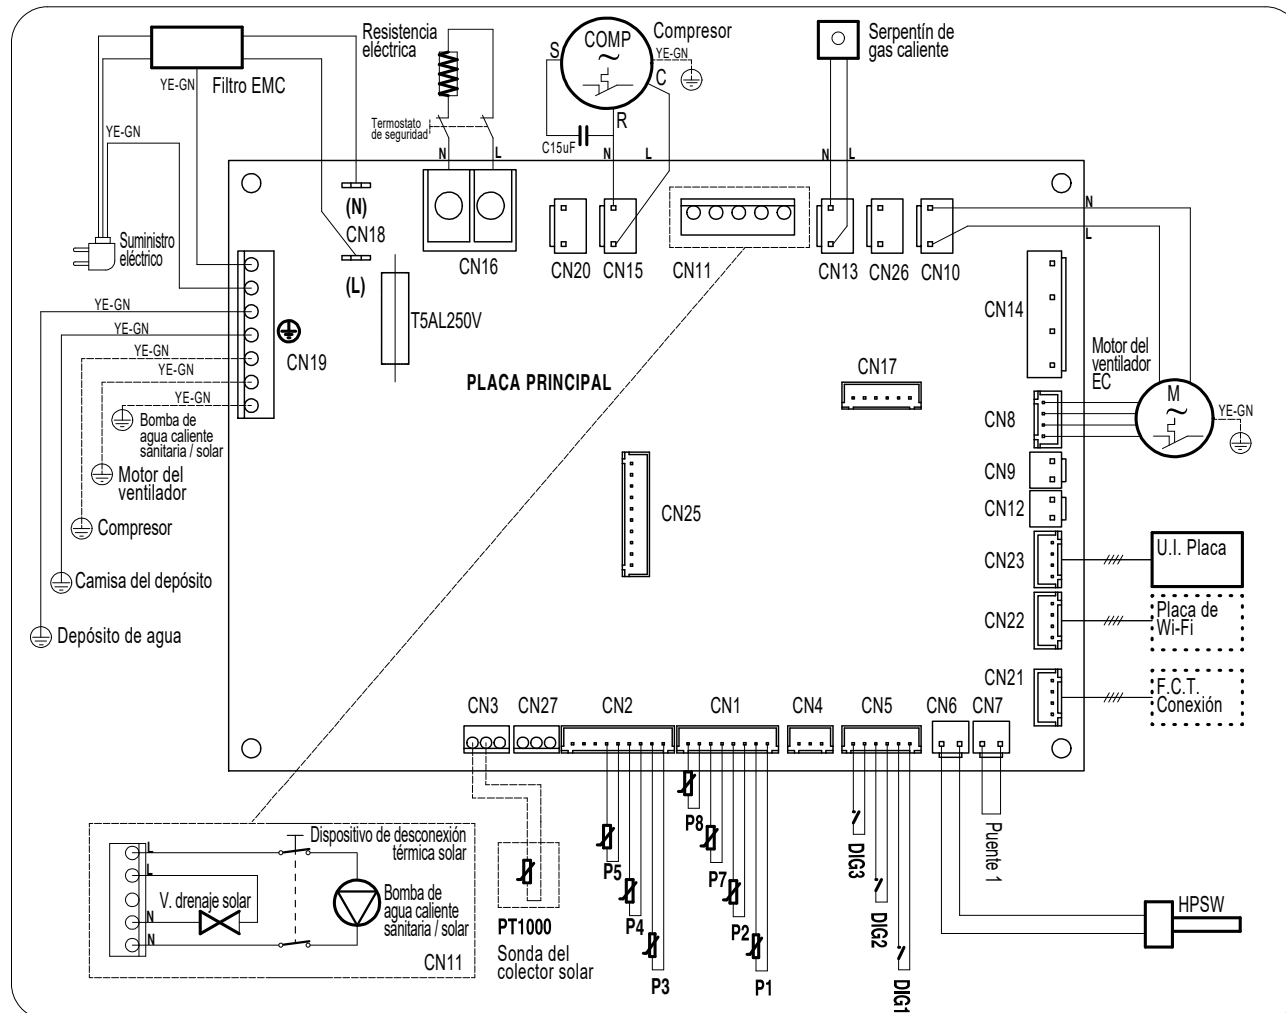 Resistencia
eléctrica
S
COMP
~
Compresor
YE-GN
C
R
C15uF
Serpentín de
gas caliente
Filtro EMC
YE-GN
YE-GN
Termostato
de seguridad
N
L
N
L
N
L
N
L
Suministro
eléctrico
(N)
CN18
(L)
CN16
CN20
CN15
CN11
CN13
CN26
CN10
CN14
T5AL250V
CN19
YE-GN
YE-GN
YE-GN
YE-GN
YE-GN
PLACA PRINCIPAL
CN17
Motor del
ventilador
EC
M
~
YE-GN
CN8
CN9
CN12
CN25
CN23
CN22
CN21
U.I. Placa
Placa de
Wi-Fi
F.C.T.
Conexión
Bomba de
agua caliente
sanitaria / solar
Motor del
ventilador
Compresor
Camisa del depósito
Depósito de agua
CN3
CN27
CN2
CN1
CN4
CN5
CN6
CN7
P5
P4
P3
P8
P7
P2
P1
DIG3
DIG2
DIG1
Puente 1
HPSW
Dispositivo de desconexión
térmica solar
L
L
N
N
V. drenaje solar
Bomba de
agua caliente
sanitaria / solar
CN11
PT1000
Sonda del
colector solar